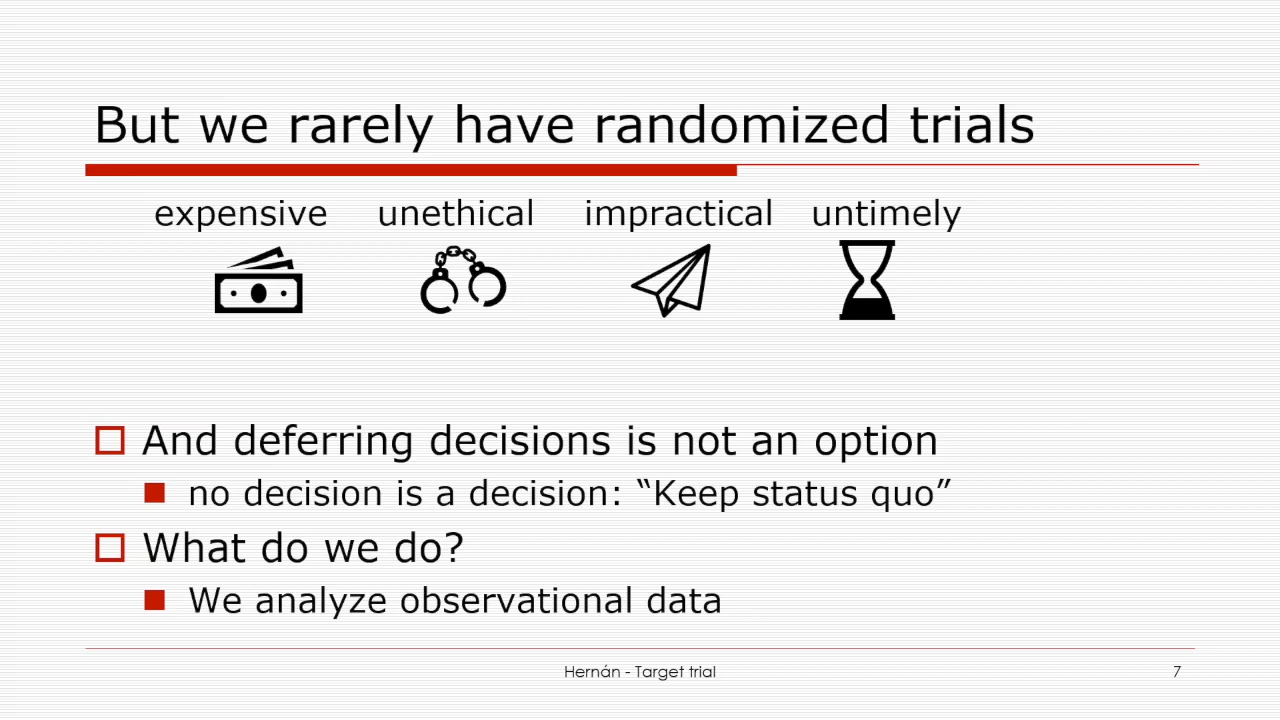 But we rarely have randomized trials
expensive unethical impractical untimely
And deferring decisions is not an option
no decision is a decision: “Keep status quo”
What do we do?
We analyze observational data
Hernán - Target trial 7